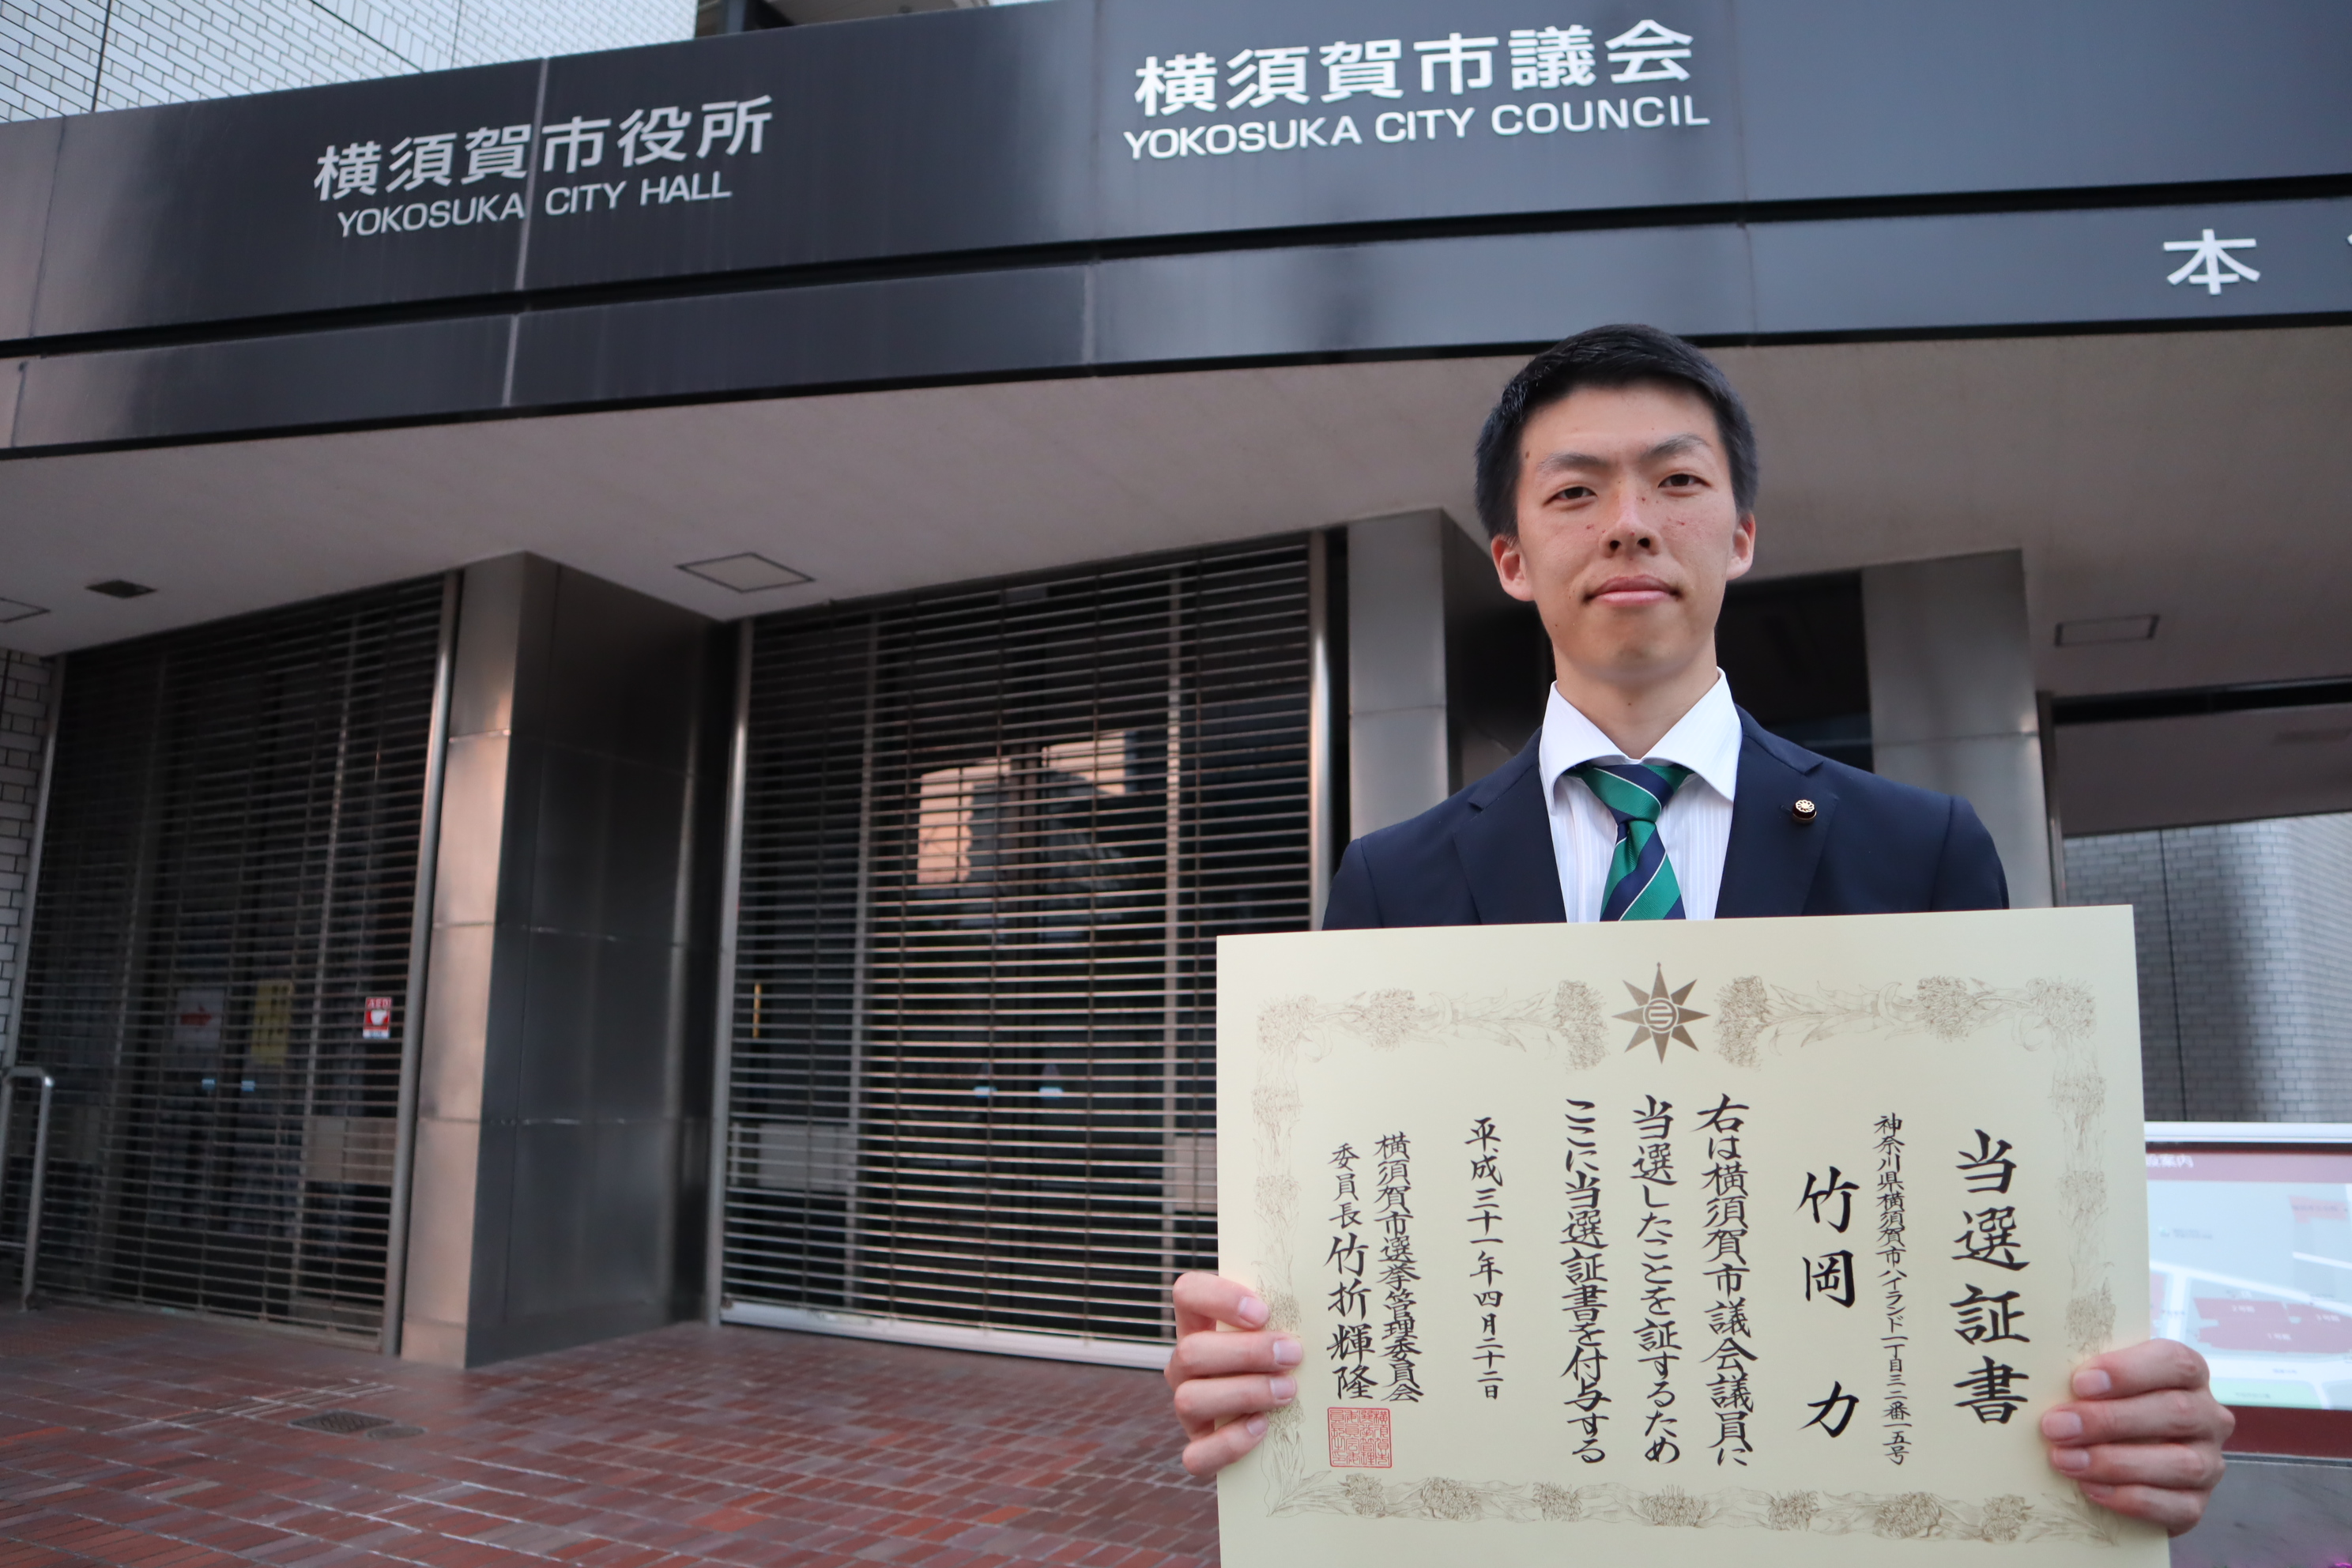 横須賀市役所
YOKOSUKA CITY HALL
横須賀市議会
YOKOSUKA CITY COUNCIL
本
AED
当選証書
神奈川県横須賀市ハイランド一丁目三二番一五号
竹岡力
右は横須賀市議会議員に
当選したことを証するため
ここに当選証書を付与する
平成三十一年四月二十二日
横須賀市選挙管理委員会
委員長竹折輝隆